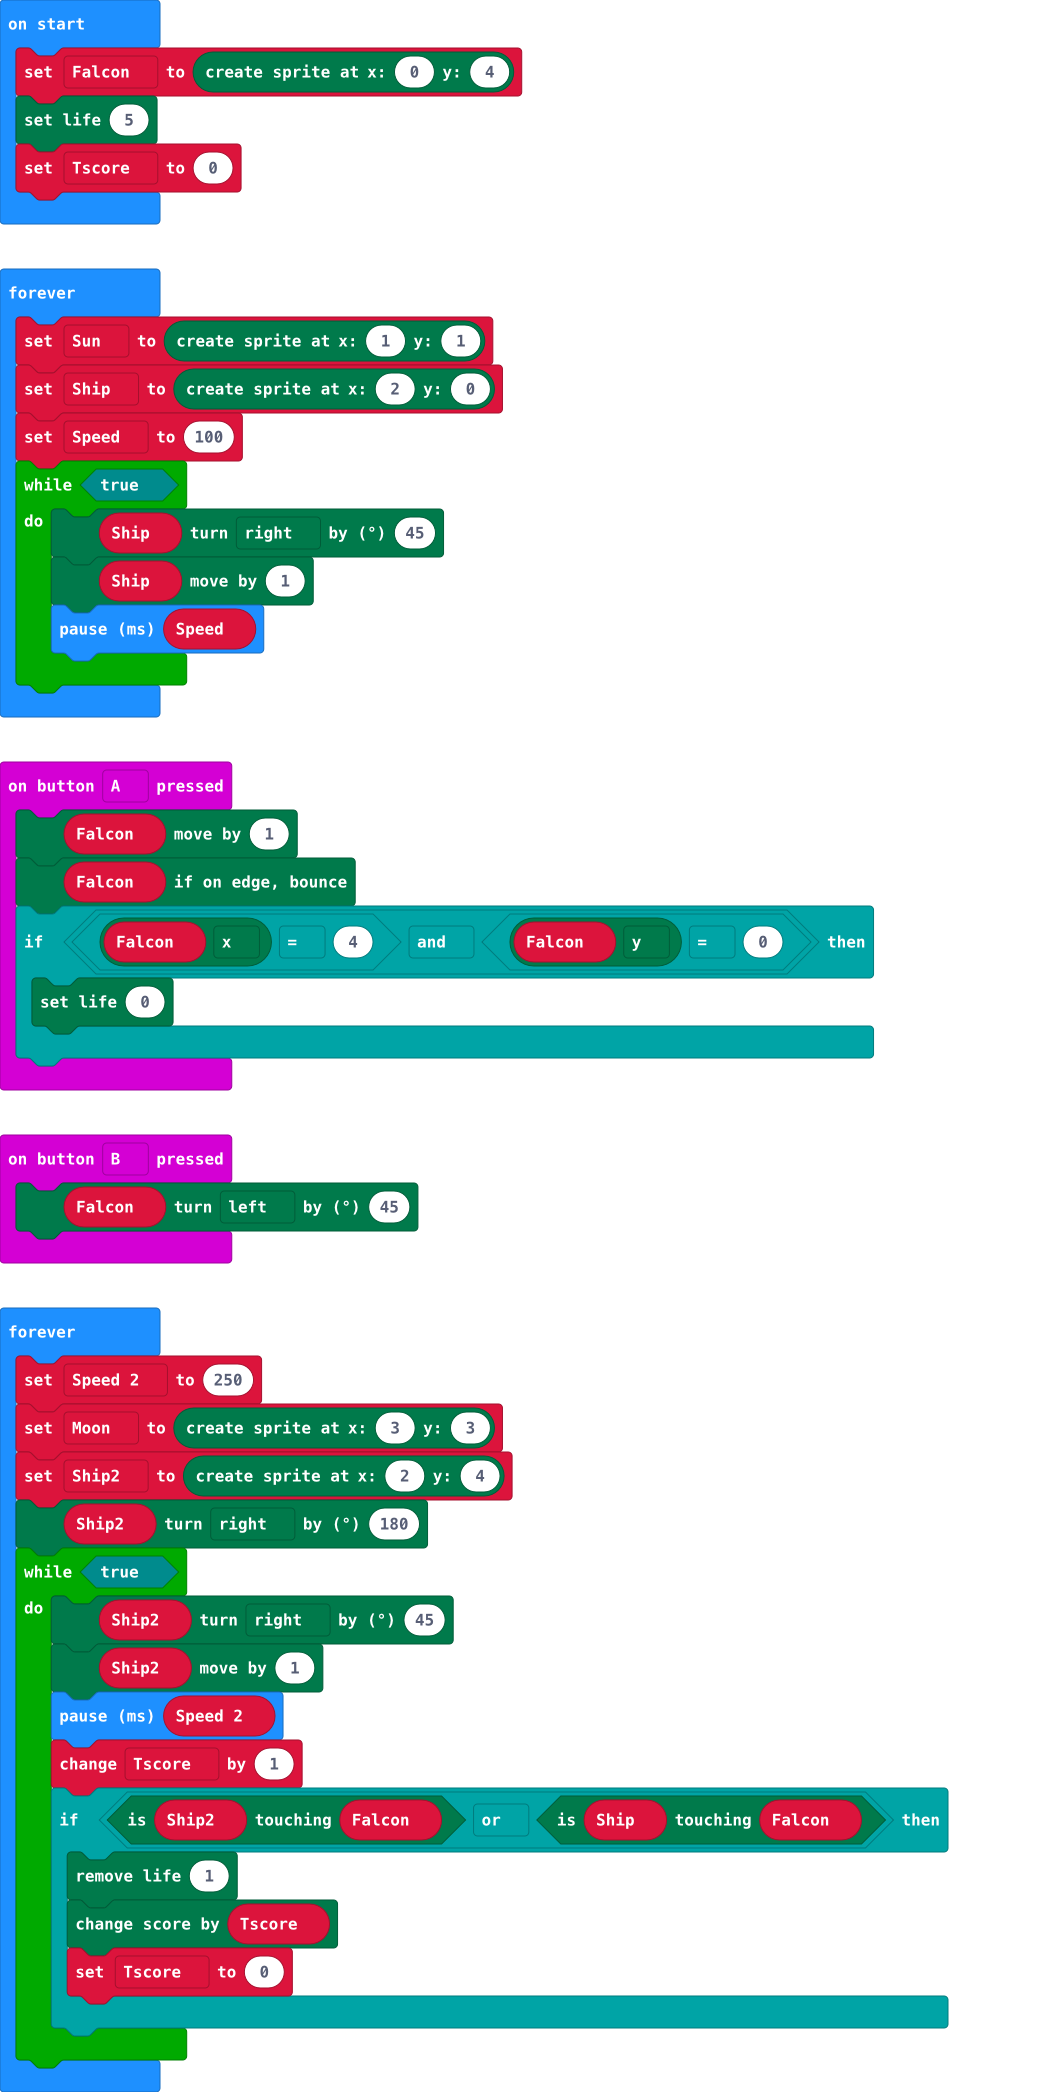 on start
set Falcon to create sprite at x: 0 y: 4
set life 5
set Tscore to 0
forever
set Sun to create sprite at x: 1 y: 1
set Ship to create sprite at x: 2 y: 0
set Speed to 100
while true
do
Ship turn right by (°) 45
Ship move by 1
pause (ms) Speed
on button A pressed
Falcon move by 1
Falcon if on edge, bounce
if Falcon x = 4 and Falcon y = 0 then
set life 0
on button B pressed
Falcon turn left by (°) 45
forever
set Speed 2 to 250
set Moon to create sprite at x: 3 y: 3
set Ship2 to create sprite at x: 2 y: 4
Ship2 turn right by (°) 180
while true
do Ship2 turn right by (°) 45
Ship2 move by 1
pause (ms) Speed 2
change Tscore by 1
if is Ship2 touching Falcon or is Ship touching Falcon then
remove life 1
change score by Tscore
set Tscore to 0